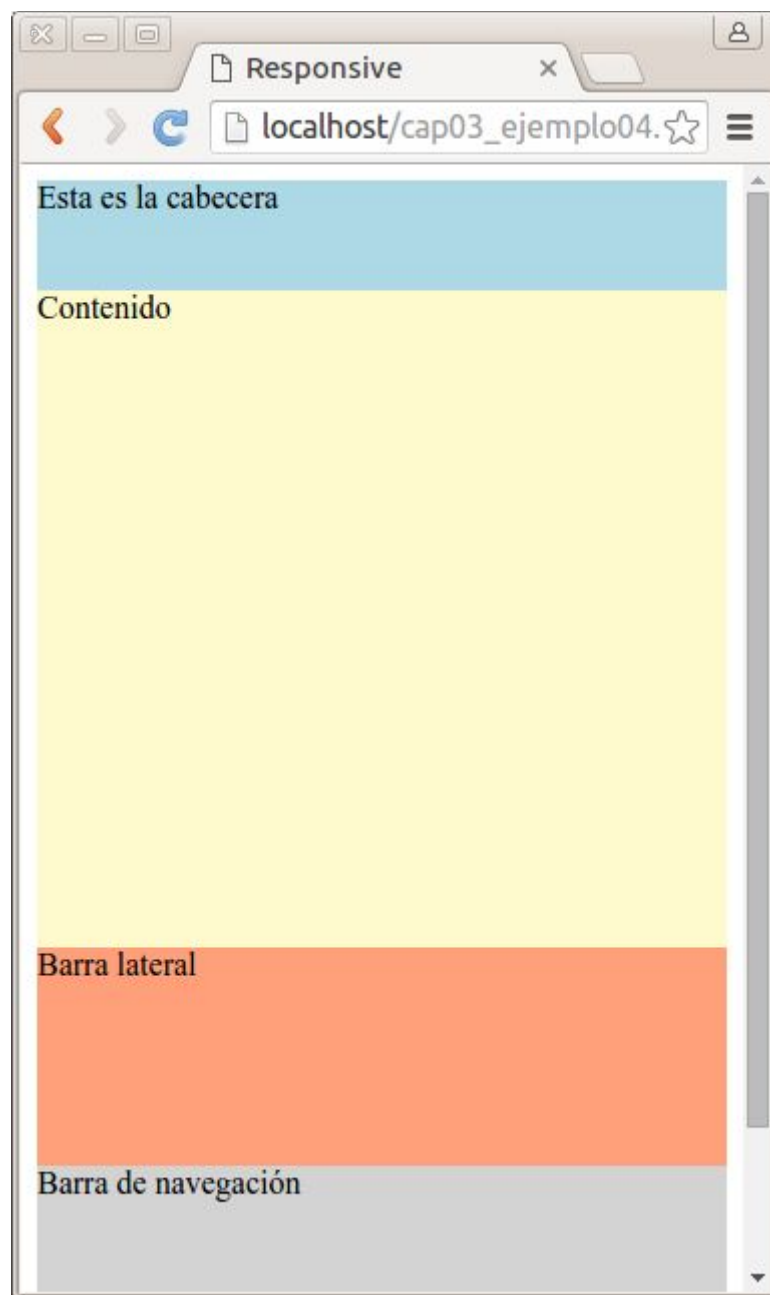 Responsive
localhost/cap03_ejemplo04.
Esta es la cabecera
Contenido
Barra lateral
Barra de navegación